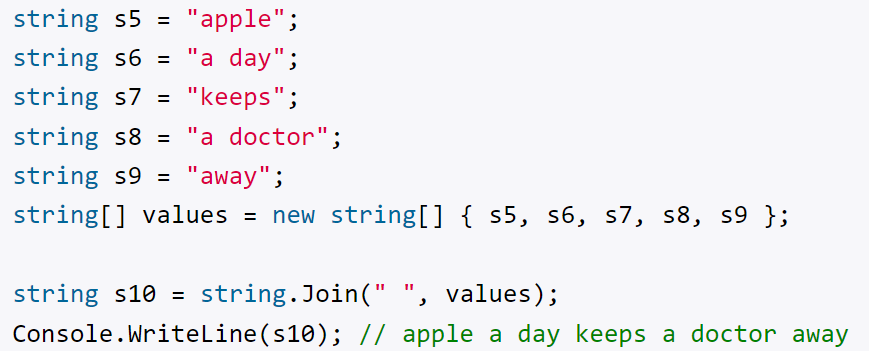 string s5 = "apple";
string s6 = "a day";
string s7 = "keeps";
string s8 = "a doctor";
string s9 = "away";
string[] values = new string[] { s5, s6, s7, s8, s9 };
string s10 = string.Join(" ", values);
Console.WriteLine(s10); // apple a day keeps a doctor away